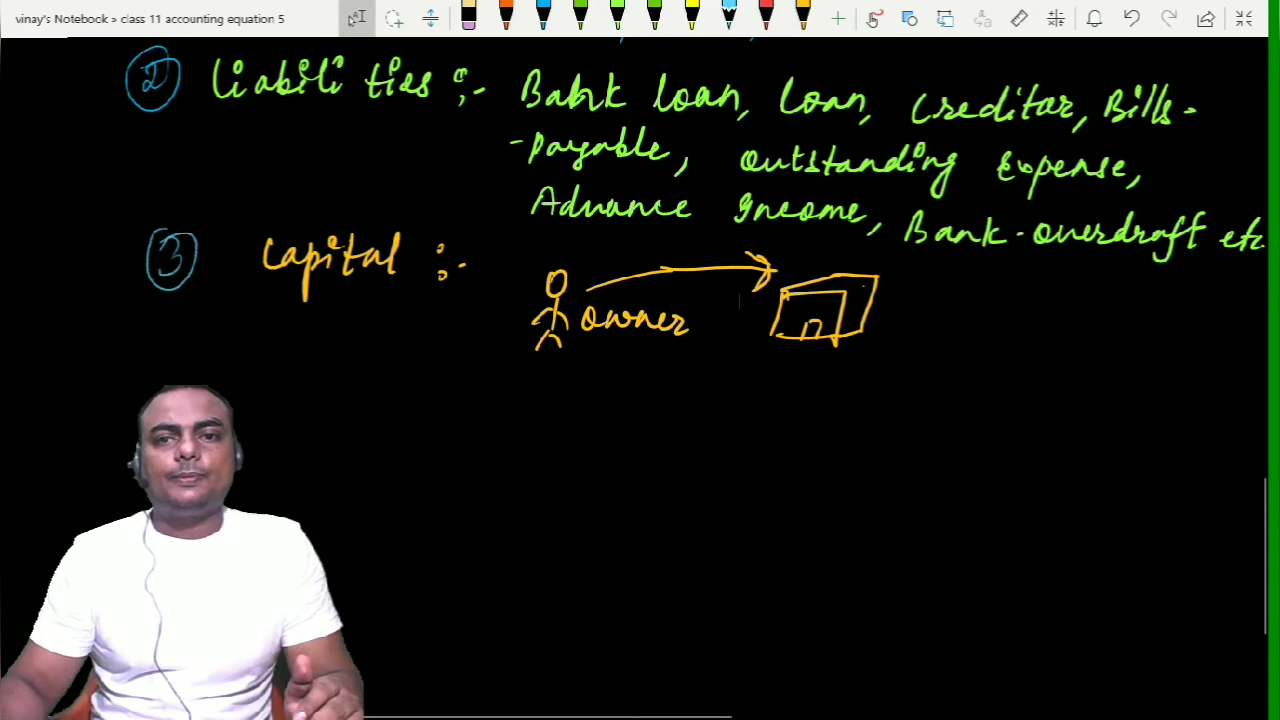 vinay's Notebook » class 11 accounting equation 5
② Liabilities :- Bank loan, Loan, Creditar, Bills-
-Payable, Outstanding Expense,
Advance Income, Bank-overdraft etc
③ Capital :-
owner